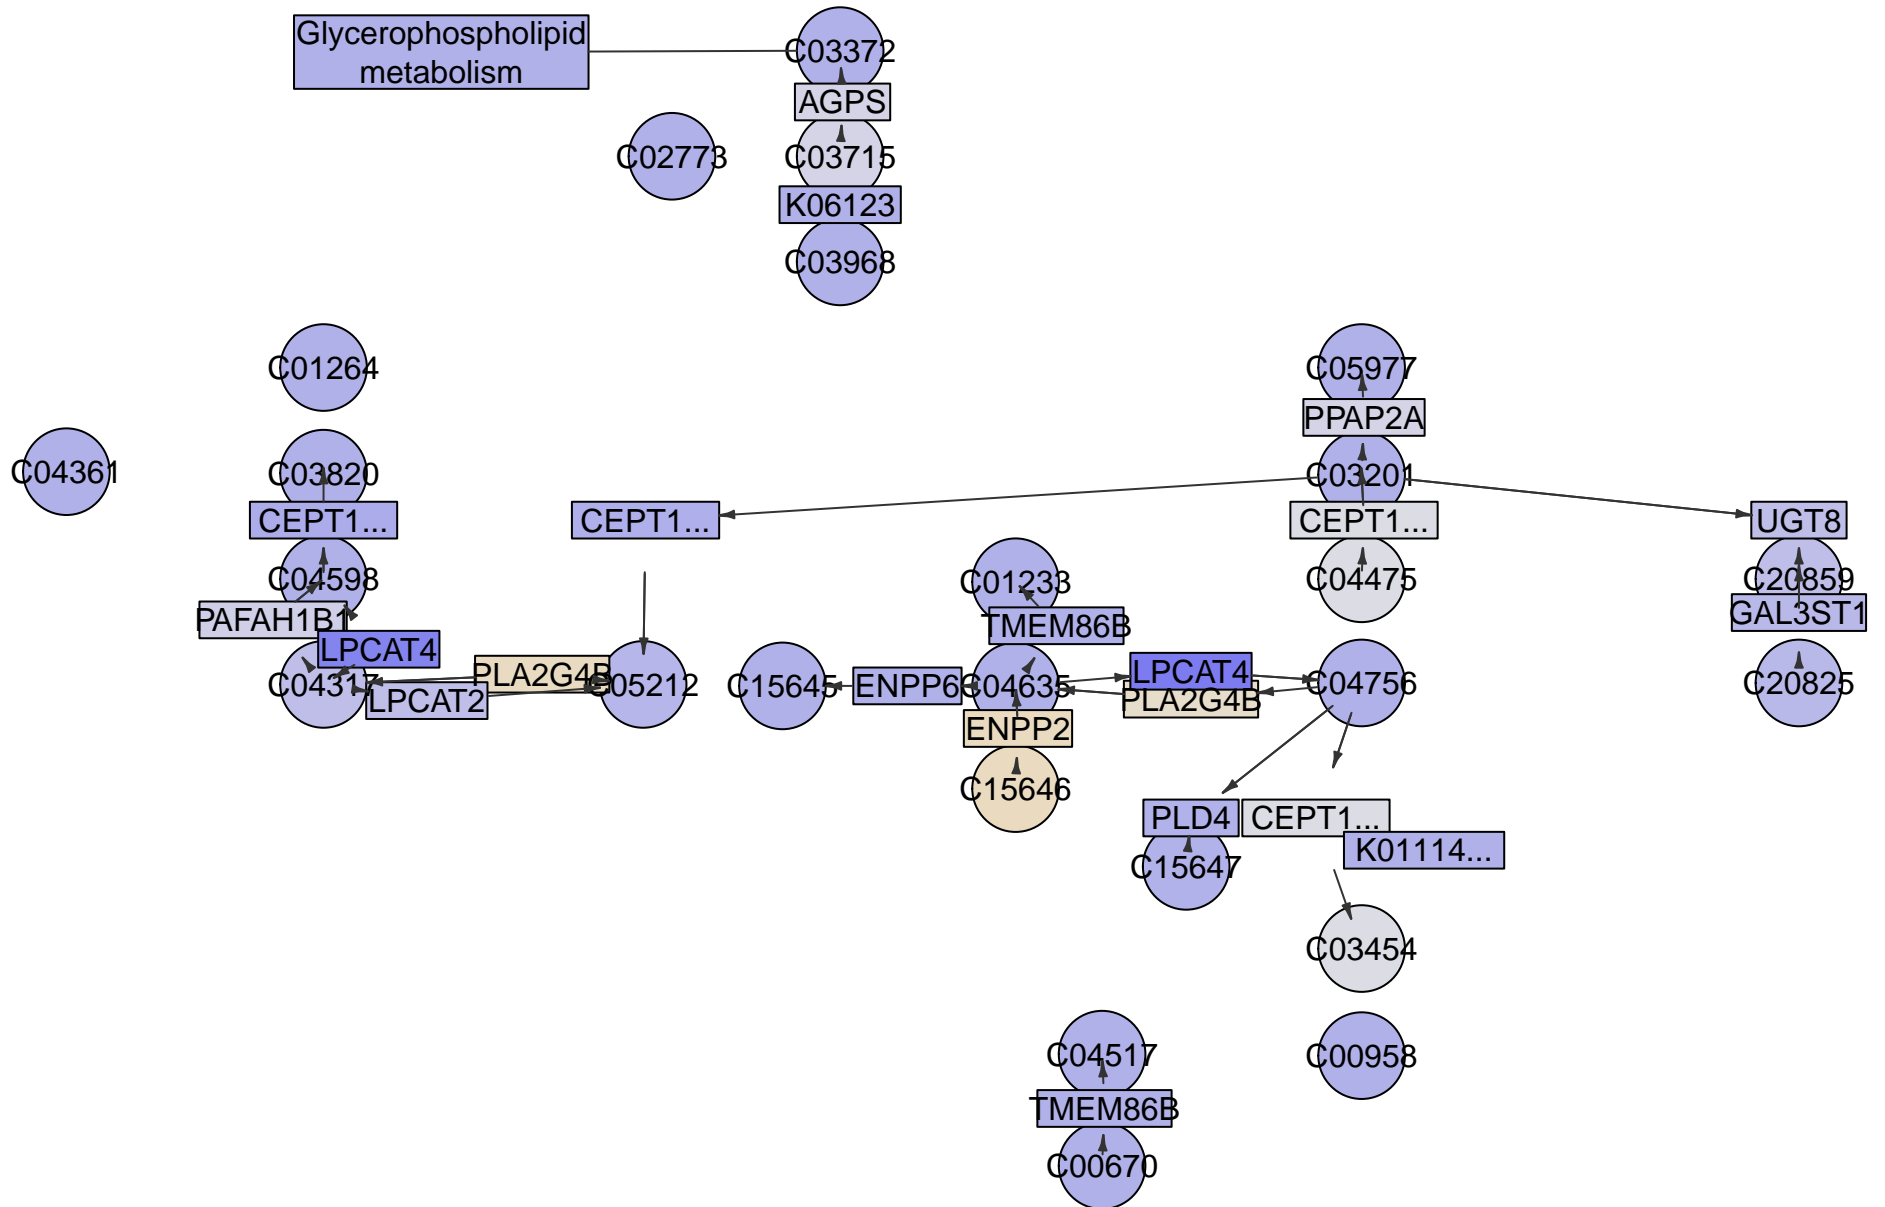 Glycerophospholipid
metabolism
C03372
AGPS
C02773
C03715
K06123
C03968
C01264
C05977
PPAP2A
C04361
C03820
C03201
CEPT1...
CEPT1...
CEPT1...
UGT8
C04598
C01233
C04475
C20859
PAFAH1B1
TMEM86B
GAL3ST1
LPCAT4
PLA2G4B
LPCAT4
C04317
LPCAT2
C05212
C15645
ENPP6
C04635
PLA2G4B
C04756
C20825
ENPP2
C15646
PLD4
CEPT1...
K01114...
C15647
C03454
C04517
C00958
TMEM86B
C00670